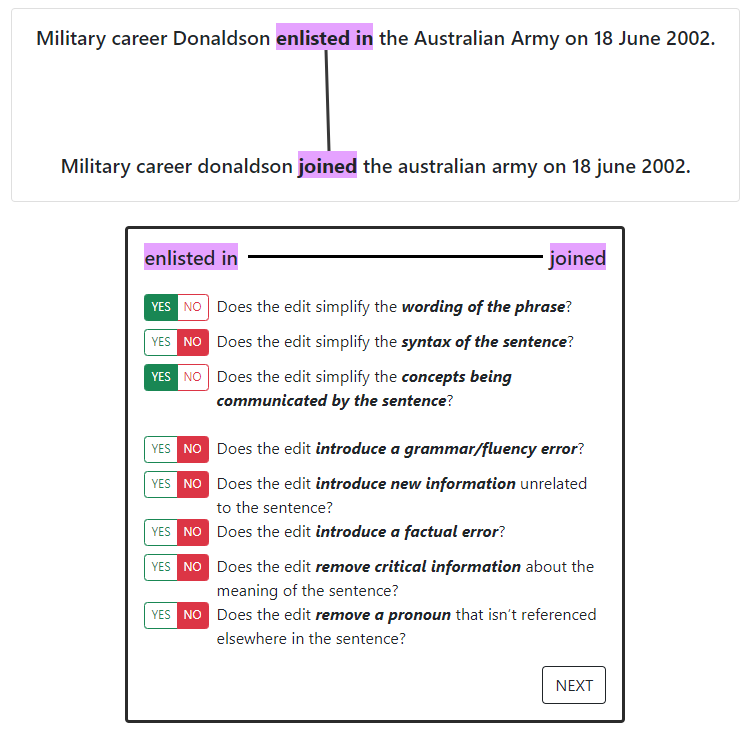 Military career Donaldson enlisted in the Australian Army on 18 June 2002.
Military career donaldson joined the australian army on 18 june 2002.
enlisted in joined
YES NO Does the edit simplify the wording of the phrase?
YES NO Does the edit simplify the syntax of the sentence?
YES NO Does the edit simplify the concepts being
communicated by the sentence?
YES NO Does the edit introduce a grammar/fluency error?
YES NO Does the edit introduce new information unrelated
to the sentence?
YES NO Does the edit introduce a factual error?
YES NO Does the edit remove critical information about the
meaning of the sentence?
YES NO Does the edit remove a pronoun that isn't referenced
elsewhere in the sentence?
NEXT